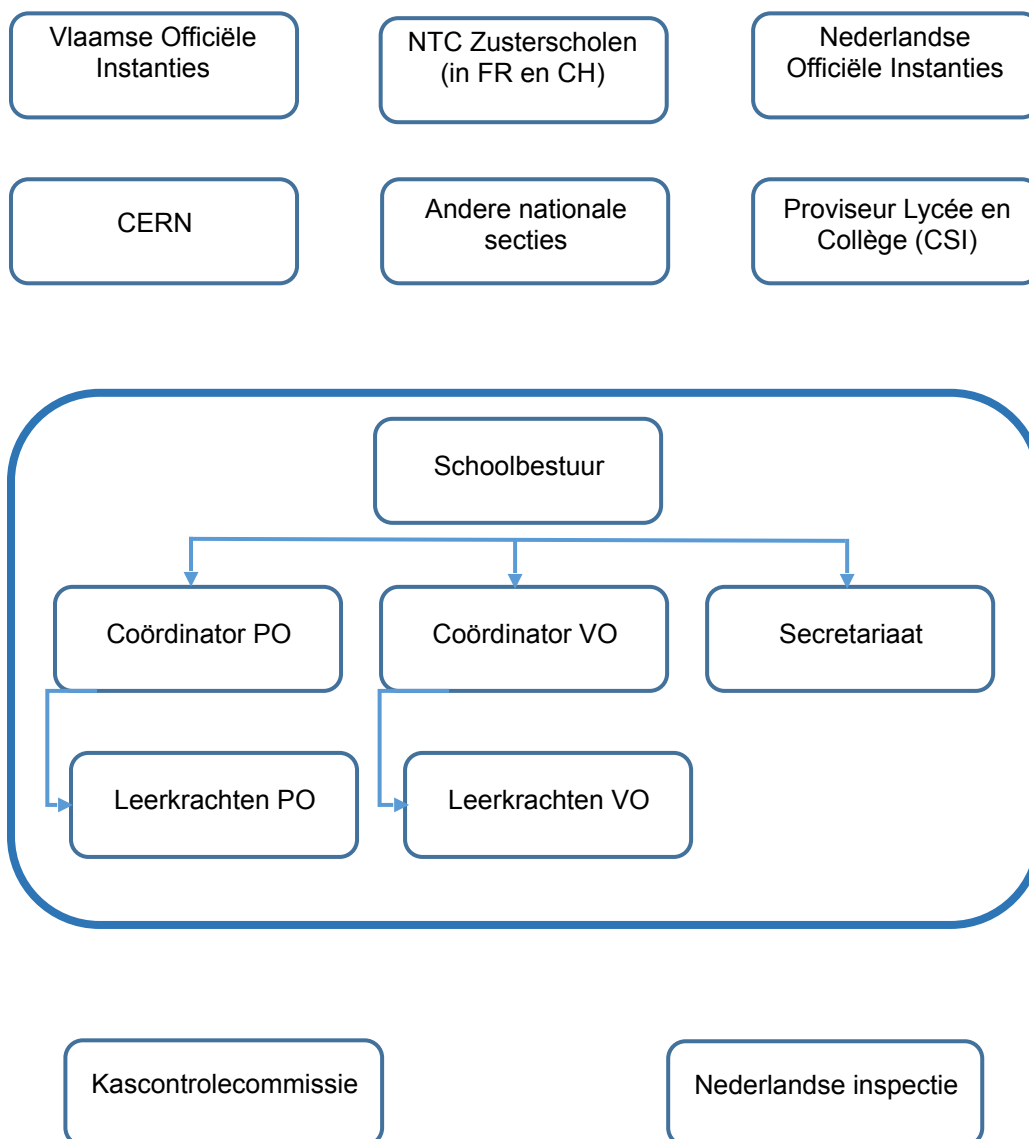 Vlaamse Officiële
Instanties
NTC Zusterscholen
(in FR en CH)
Nederlandse
Officiële Instanties
CERN
Andere nationale
secties
Proviseur Lycée en
Collège (CSI)
Schoolbestuur
Coördinator PO
Coördinator VO
Secretariaat
Leerkrachten PO
Leerkrachten VO
Kascontrolecommissie
Nederlandse inspectie